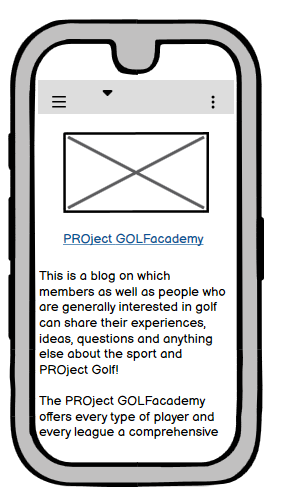 PROject GOLFacademy
This is a blog on which
members as well as people who
are generally interested in golf
can share their experiences,
ideas, questions and anything
else about the sport and
PROject Golf!
The PROject GOLFacademy
offers every type of player and
every league a comprehensive